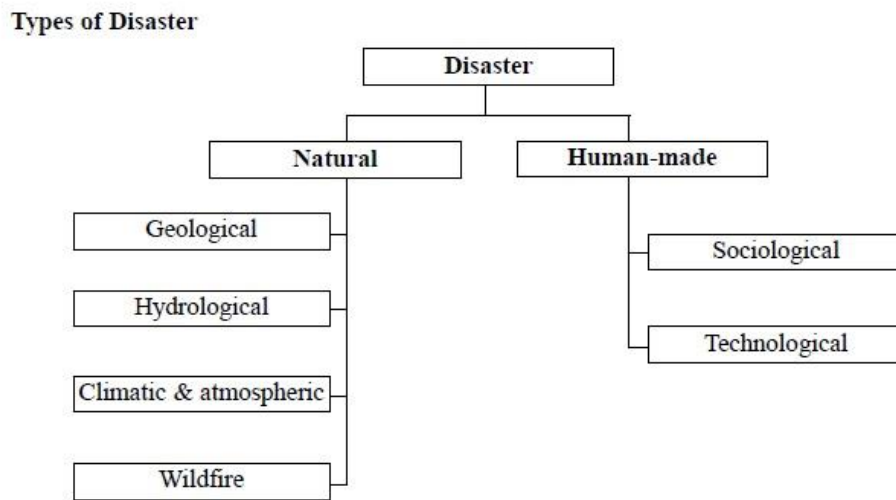 Types of Disaster
Disaster
Natural
Human-made
Geological
Hydrological
Climatic & atmospheric
Wildfire
Sociological
Technological